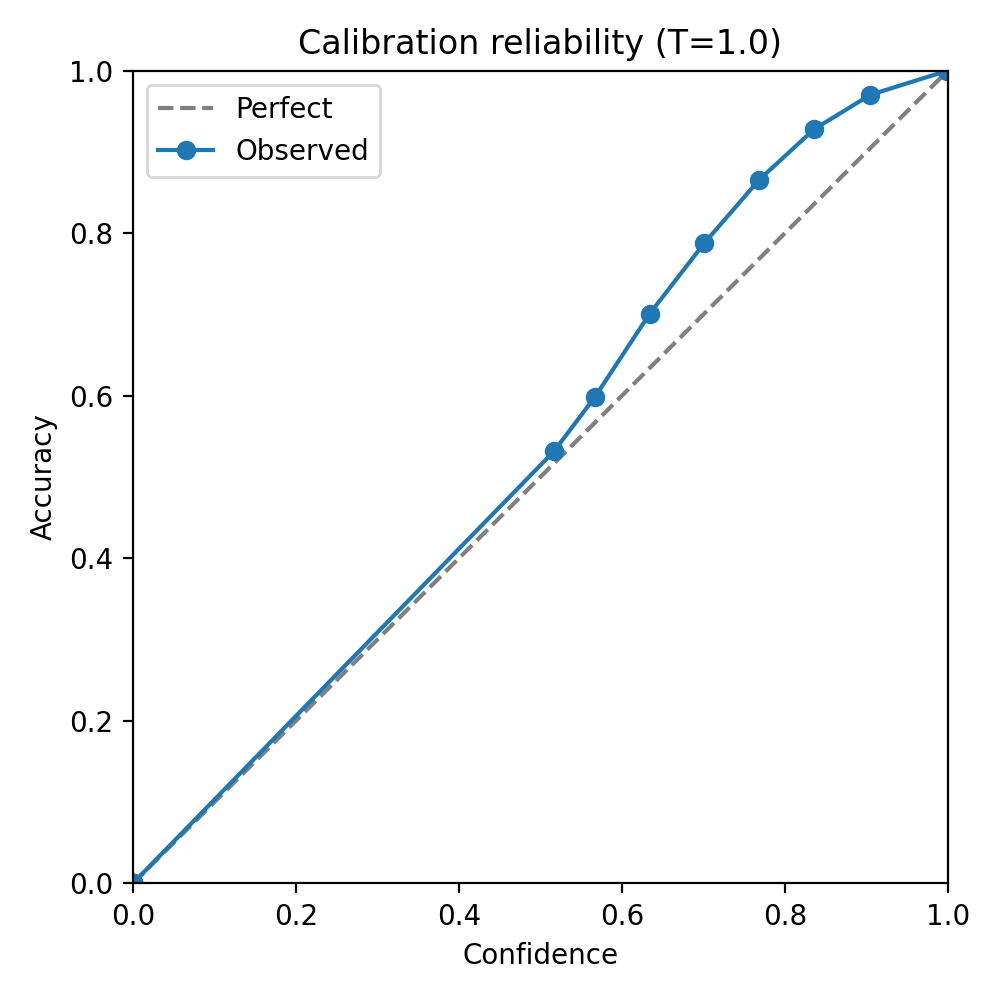 Calibration reliability (T=1.0)
Perfect
Observed
1.0
0.8
0.6
0.4
0.2
0.0
Accuracy
0.0 0.2 0.4 0.6 0.8 1.0
Confidence